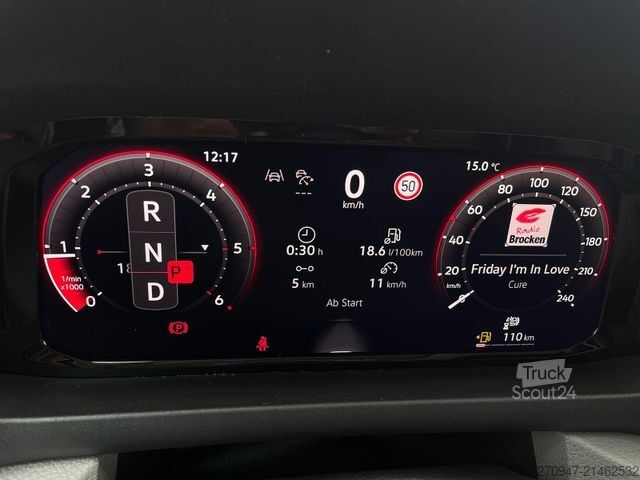 12:17
0
km/h
50
15.0 °C
1
2
3
4
5
6
0
1/min
x1000
R
N
D
P
18
0:30 h
18.6 l/100km
5 km
11 km/h
Ab Start
0
20
40
60
80
100
120
150
180
210
240
km/h
Radio
Brocken
Friday I'm In Love
Cure
P
110 km
Truck
Scout24
270947-21462532